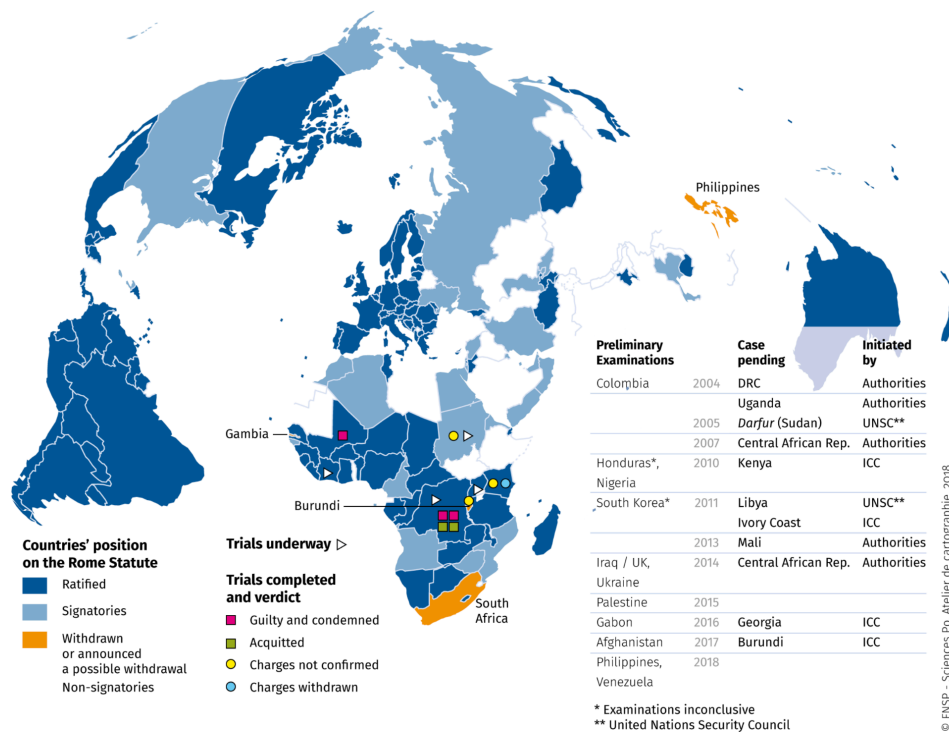 Philippines
Gambia
Burundi
South
Africa
Countries' position
on the Rome Statute
Ratified
Signatories
Withdrawn
or announced
a possible withdrawal
Non-signatories
Trials underway
Trials completed
and verdict
Guilty and condemned
Acquitted
Charges not confirmed
Charges withdrawn
Preliminary Examinations Case pending Initiated by
Colombia 2004 DRC Authorities
Uganda Authorities
2005 Darfur (Sudan) UNSC**
2007 Central African Rep. Authorities
Honduras*, 2010 Kenya ICC
Nigeria
South Korea* 2011 Libya UNSC**
Ivory Coast ICC
2013 Mali Authorities
Iraq / UK, 2014 Central African Rep. Authorities
Ukraine
Palestine 2015
Gabon 2016 Georgia ICC
Afghanistan 2017 Burundi ICC
Philippines, 2018
Venezuela
* Examinations inconclusive
** United Nations Security Council
© FNSP - Sciences Po, Atelier de cartographie, 2018